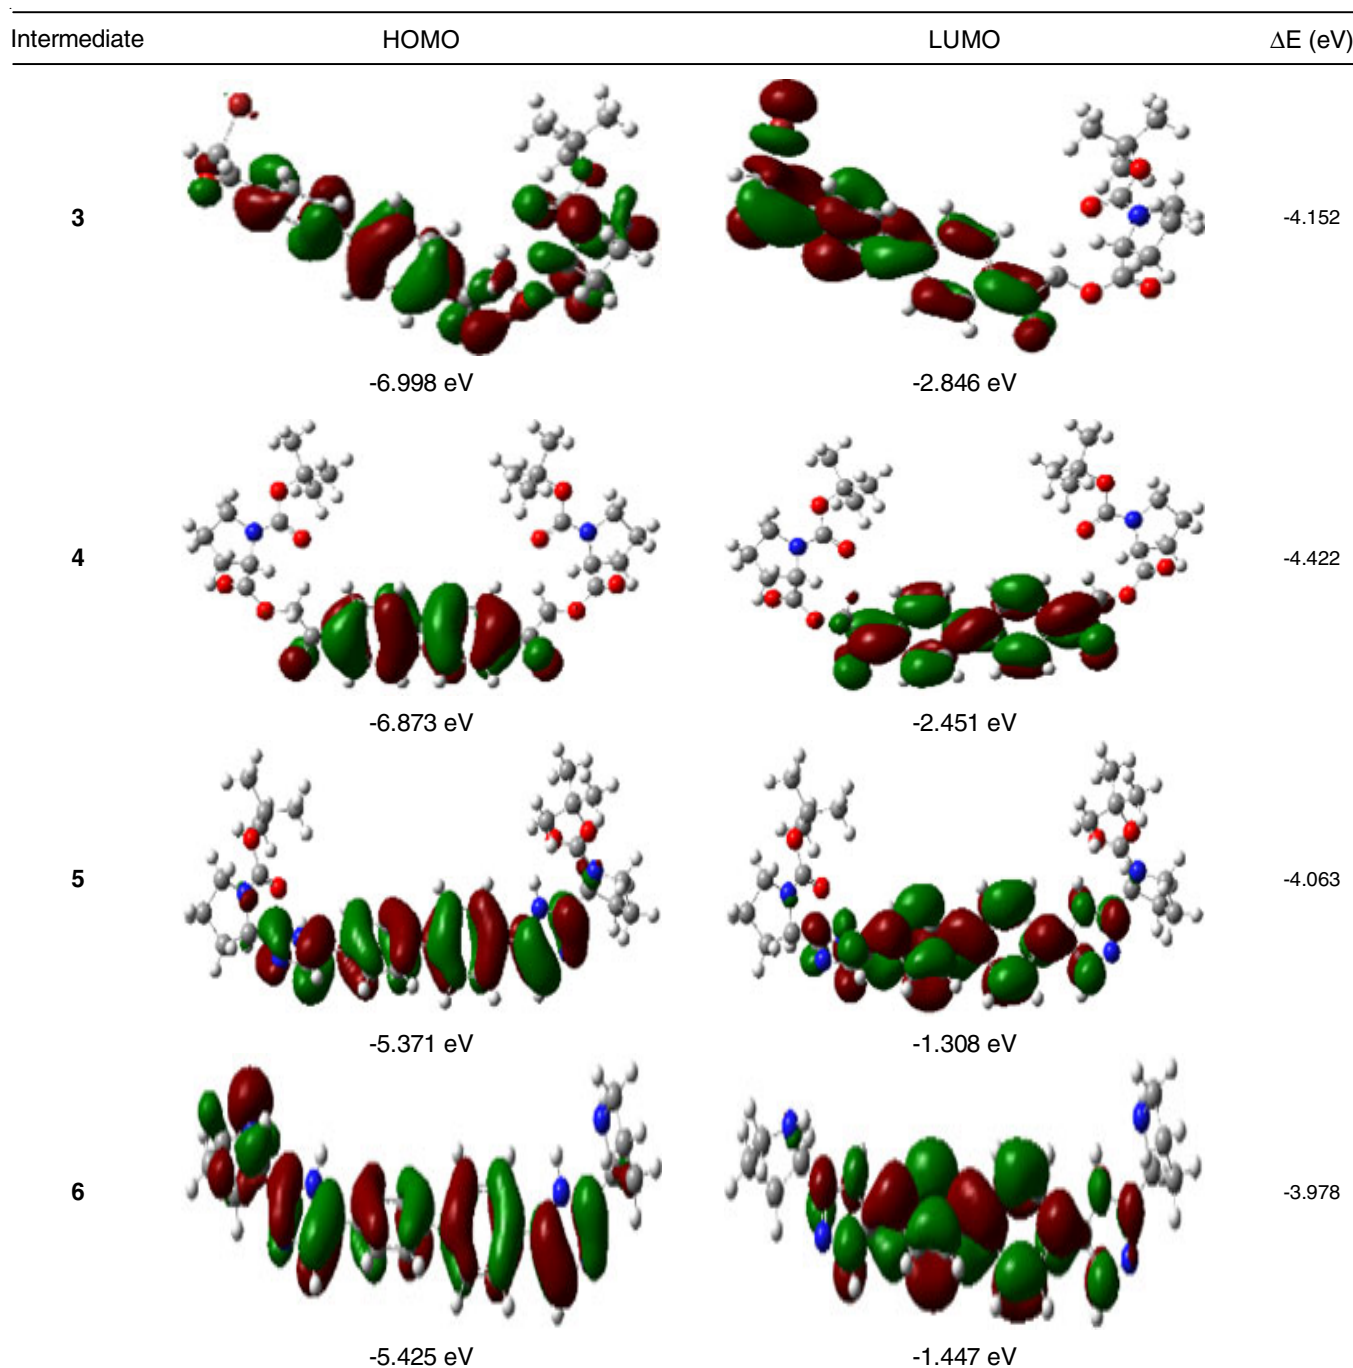 Intermediate HOMO LUMO ΔE (eV)
3 -4.152
-6.998 eV -2.846 eV
4 -4.422
-6.873 eV -2.451 eV
5 -4.063
-5.371 eV -1.308 eV
6 -3.978
-5.425 eV -1.447 eV